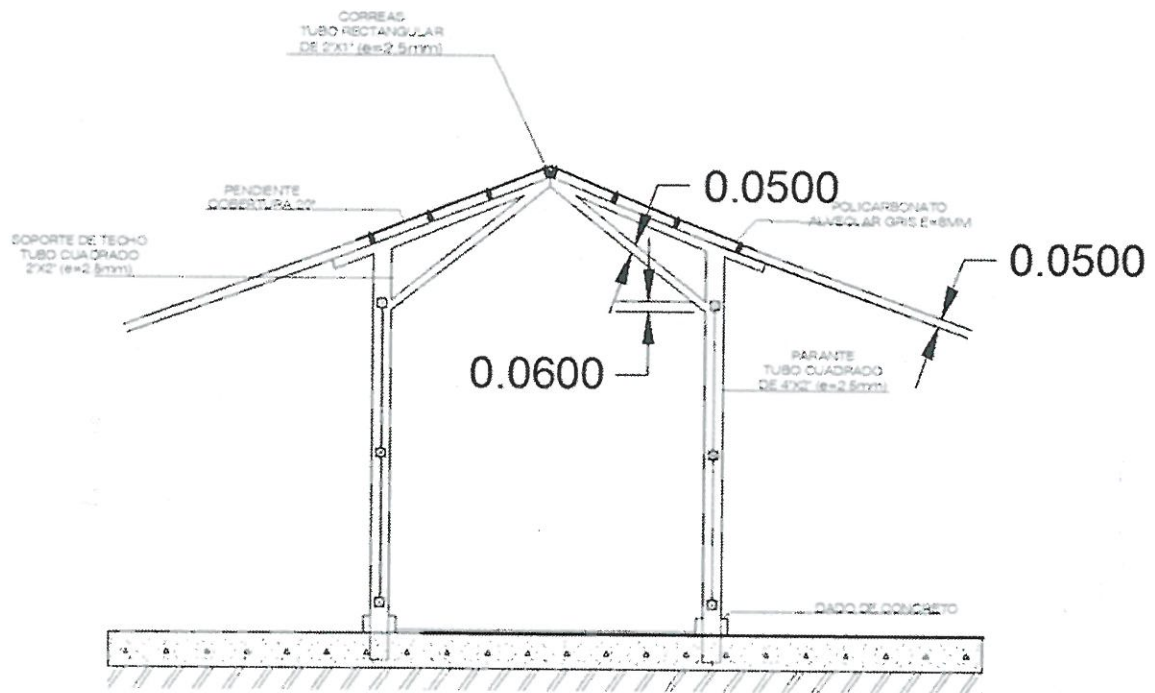 CORREAS
TUBO RECTANGULAR
DE 2"X1" (e=2.5mm)
PENDIENTE
COBERTURA 20°
0.0500
POLICARBONATO
ALVEOLAR GRIS E=8MM
SOPORTE DE TECHO
TUBO CUADRADO
2"X2" (e=2.5mm)
0.0500
0.0600
PARANTE
TUBO CUADRADO
DE 4"X2" (e=2.5mm)
DADO DE CONCRETO